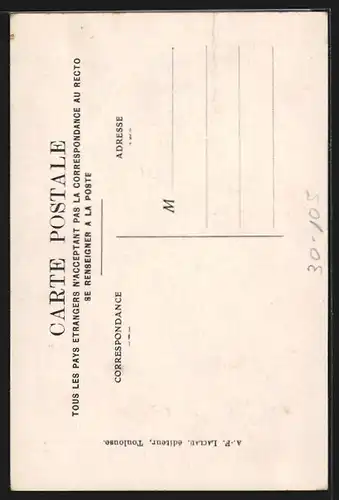 CARTE POSTALE
TOUS LES PAYS ETRANGERS N'ACCEPTANT PAS LA CORRESPONDANCE AU RECTO
SE RENSEIGNER A LA POSTE
CORRESPONDANCE
ADRESSE
M
A.-F. LACLAU, éditeur, Toulouse.
30-105